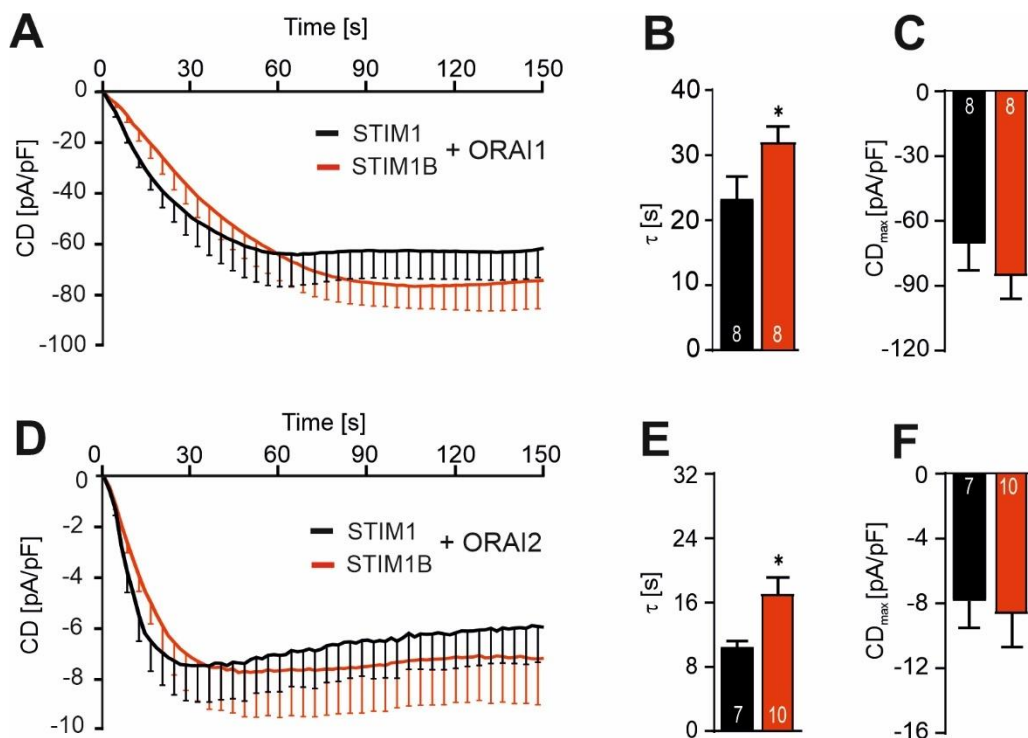 A
Time [s]
0 30 60 90 120 150
CD [pA/pF]
0
-20
-40
-60
-80
-100
STIM1
STIM1B
+ ORAI1
B
τ [s]
40
30
20
10
0
*
8 8
C
CDmax [pA/pF]
0
-30
-60
-90
-120
8 8
D
Time [s]
0 30 60 90 120 150
CD [pA/pF]
0
-2
-4
-6
-8
-10
STIM1
STIM1B
+ ORAI2
E
τ [s]
32
24
16
8
0
*
7 10
F
CDmax [pA/pF]
0
-4
-8
-12
-16
7 10